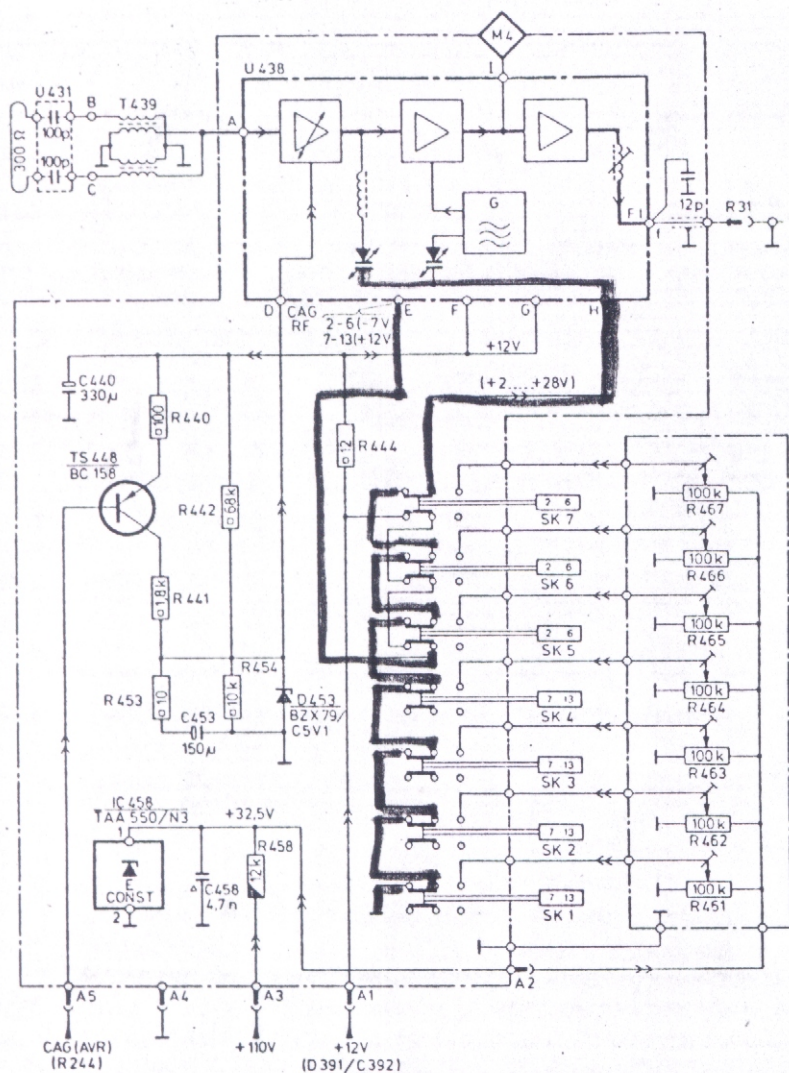 M4
U438
I
U431
B
T439
100p
300 Ω
100p
C
A
G
F1
12p
R31
D
CAG
RF
E
2-6(-7V
7-13(+12V
F
G
H
+12V
(+2.....+28V)
C440
330µ
100
R440
TS448
BC 158
12
R444
R442
68k
1,8k
R441
R454
R453
10
C453
150µ
10k
D453
BZX79/
C5V1
2 6
SK 7
2 6
SK 6
2 6
SK 5
7 13
SK 4
7 13
SK 3
7 13
SK 2
7 13
SK 1
100k
R467
100k
R466
100k
R465
100k
R464
100k
R463
100k
R462
100k
R461
IC458
TAA 550/N3
1
E
CONST
2
+32,5V
R458
12k
C458
4,7n
A5
A4
A3
A1
A2
CAG(AVR)
(R244)
+110V
+12V
(D391/C392)